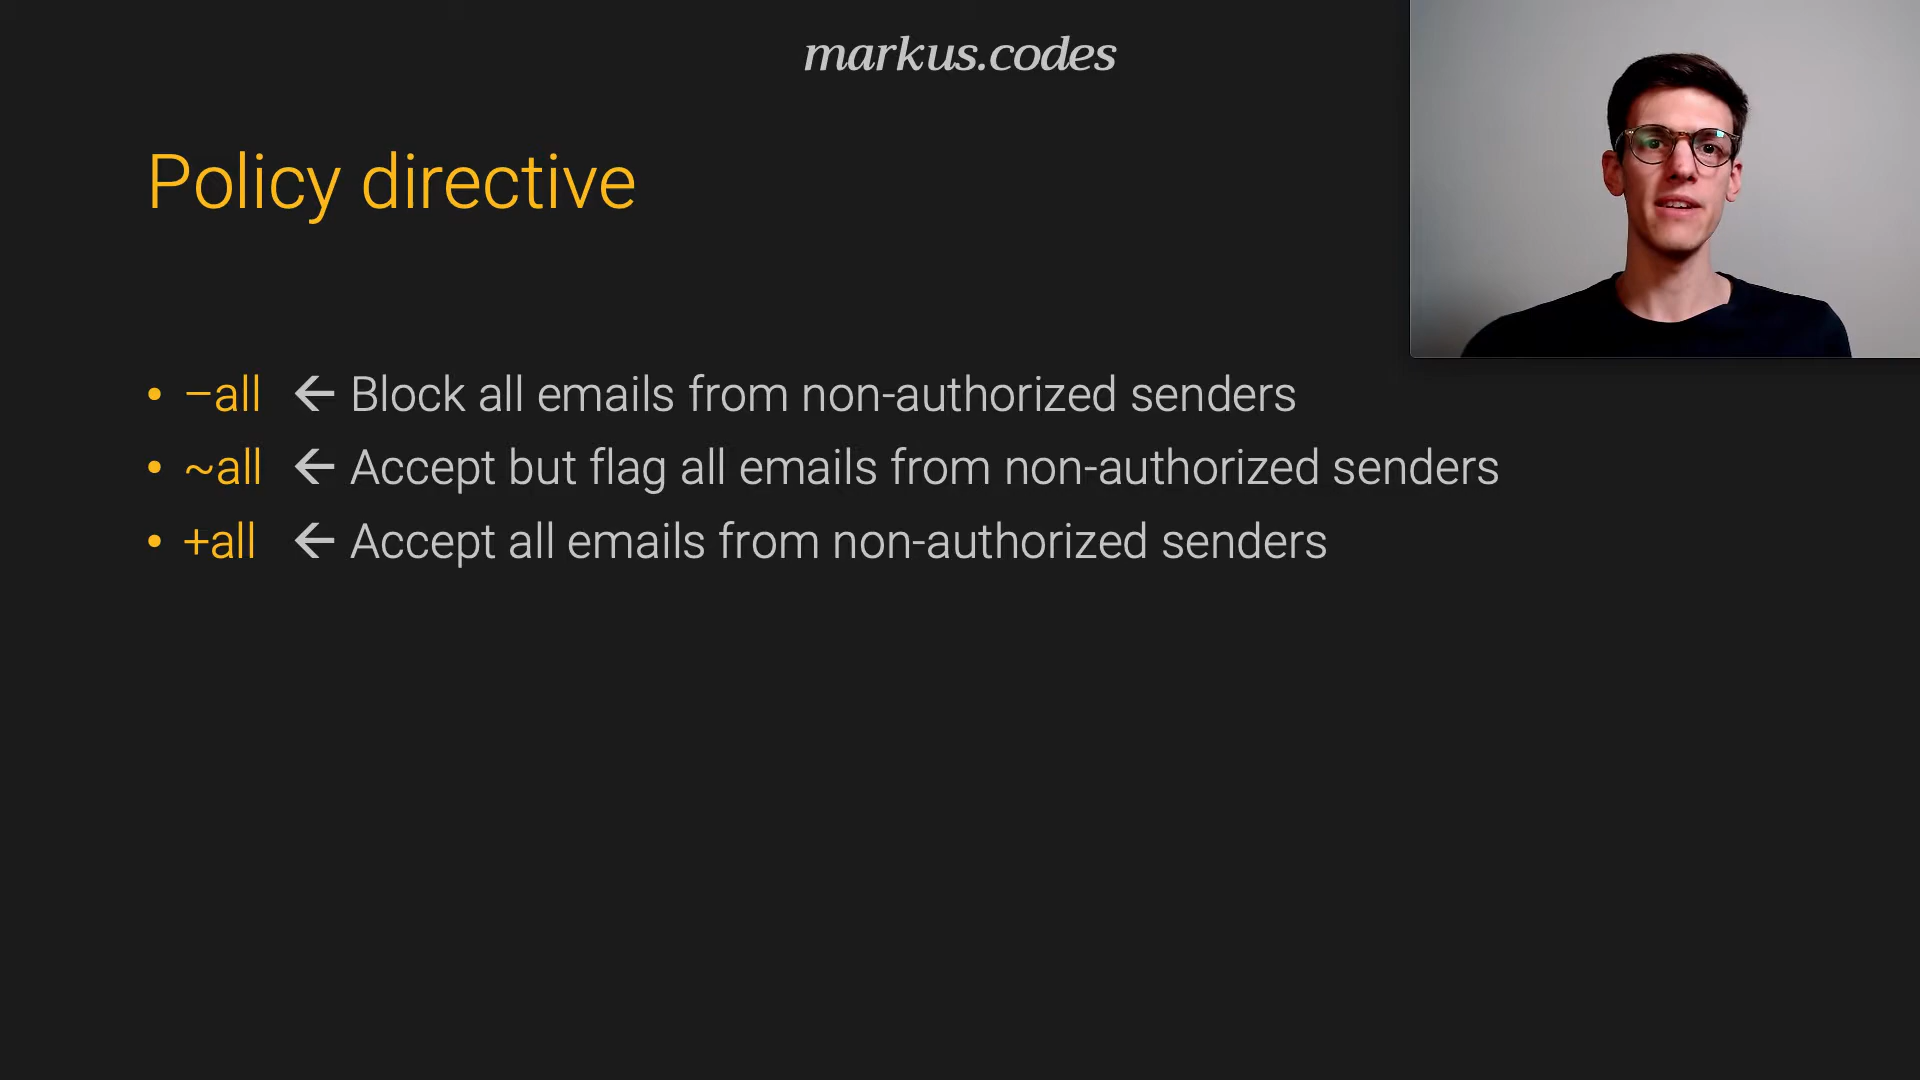 markus.codes
Policy directive
• –all ← Block all emails from non-authorized senders
• ~all ← Accept but flag all emails from non-authorized senders
• +all ← Accept all emails from non-authorized senders